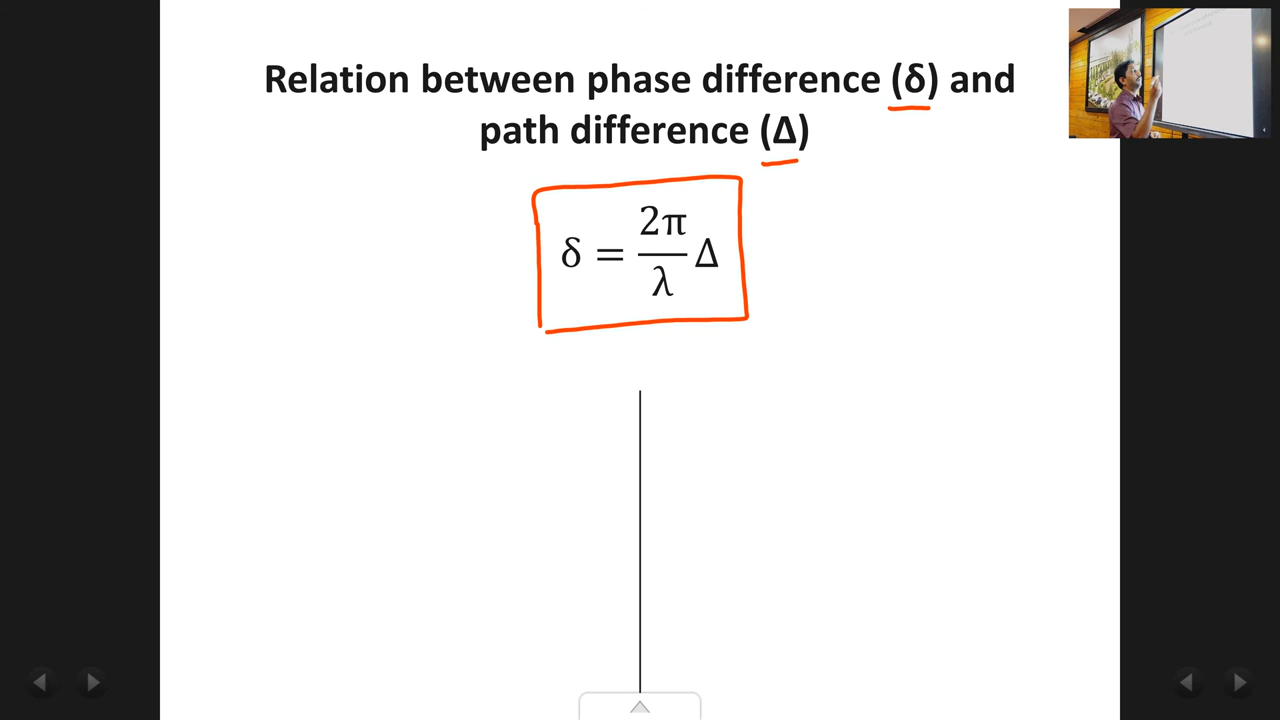 Relation between phase difference (δ) and
path difference (Δ)
δ = 2π/λ Δ